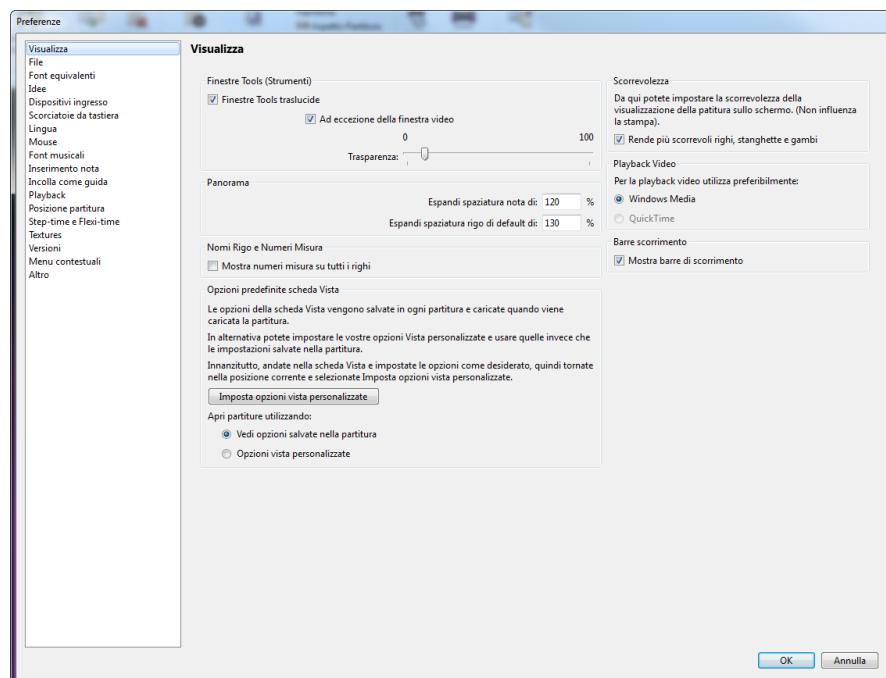 Preferenze
Visualizza
File
Font equivalenti
Idee
Dispositivi ingresso
Scorciatoie da tastiera
Lingua
Mouse
Font musicali
Inserimento nota
Incolla come guida
Playback
Posizione partitura
Step-time e Flexi-time
Textures
Versioni
Menu contestuali
Altro
Visualizza
Finestre Tools (Strumenti)
Finestre Tools traslucide
Ad eccezione della finestra video
0 100
Trasparenza:
Panorama
Espandi spaziatura nota di: 120 %
Espandi spaziatura rigo di default di: 130 %
Nomi Rigo e Numeri Misura
Mostra numeri misura su tutti i righi
Opzioni predefinite scheda Vista
Le opzioni della scheda Vista vengono salvate in ogni partitura e caricate quando viene
caricata la partitura.
In alternativa potete impostare le vostre opzioni Vista personalizzate e usare quelle invece che
le impostazioni salvate nella partitura.
Innanzitutto, andate nella scheda Vista e impostate le opzioni come desiderato, quindi tornate
nella posizione corrente e selezionate Imposta opzioni vista personalizzate.
Imposta opzioni vista personalizzate
Apri partiture utilizzando:
Vedi opzioni salvate nella partitura
Opzioni vista personalizzate
Scorrevolezza
Da qui potete impostare la scorrevolezza della
visualizzazione della patitura sullo schermo. (Non influenza
la stampa).
Rende più scorrevoli righi, stanghette e gambi
Playback Video
Per la playback video utilizza preferibilmente:
Windows Media
QuickTime
Barre scorrimento
Mostra barre di scorrimento
OK Annulla